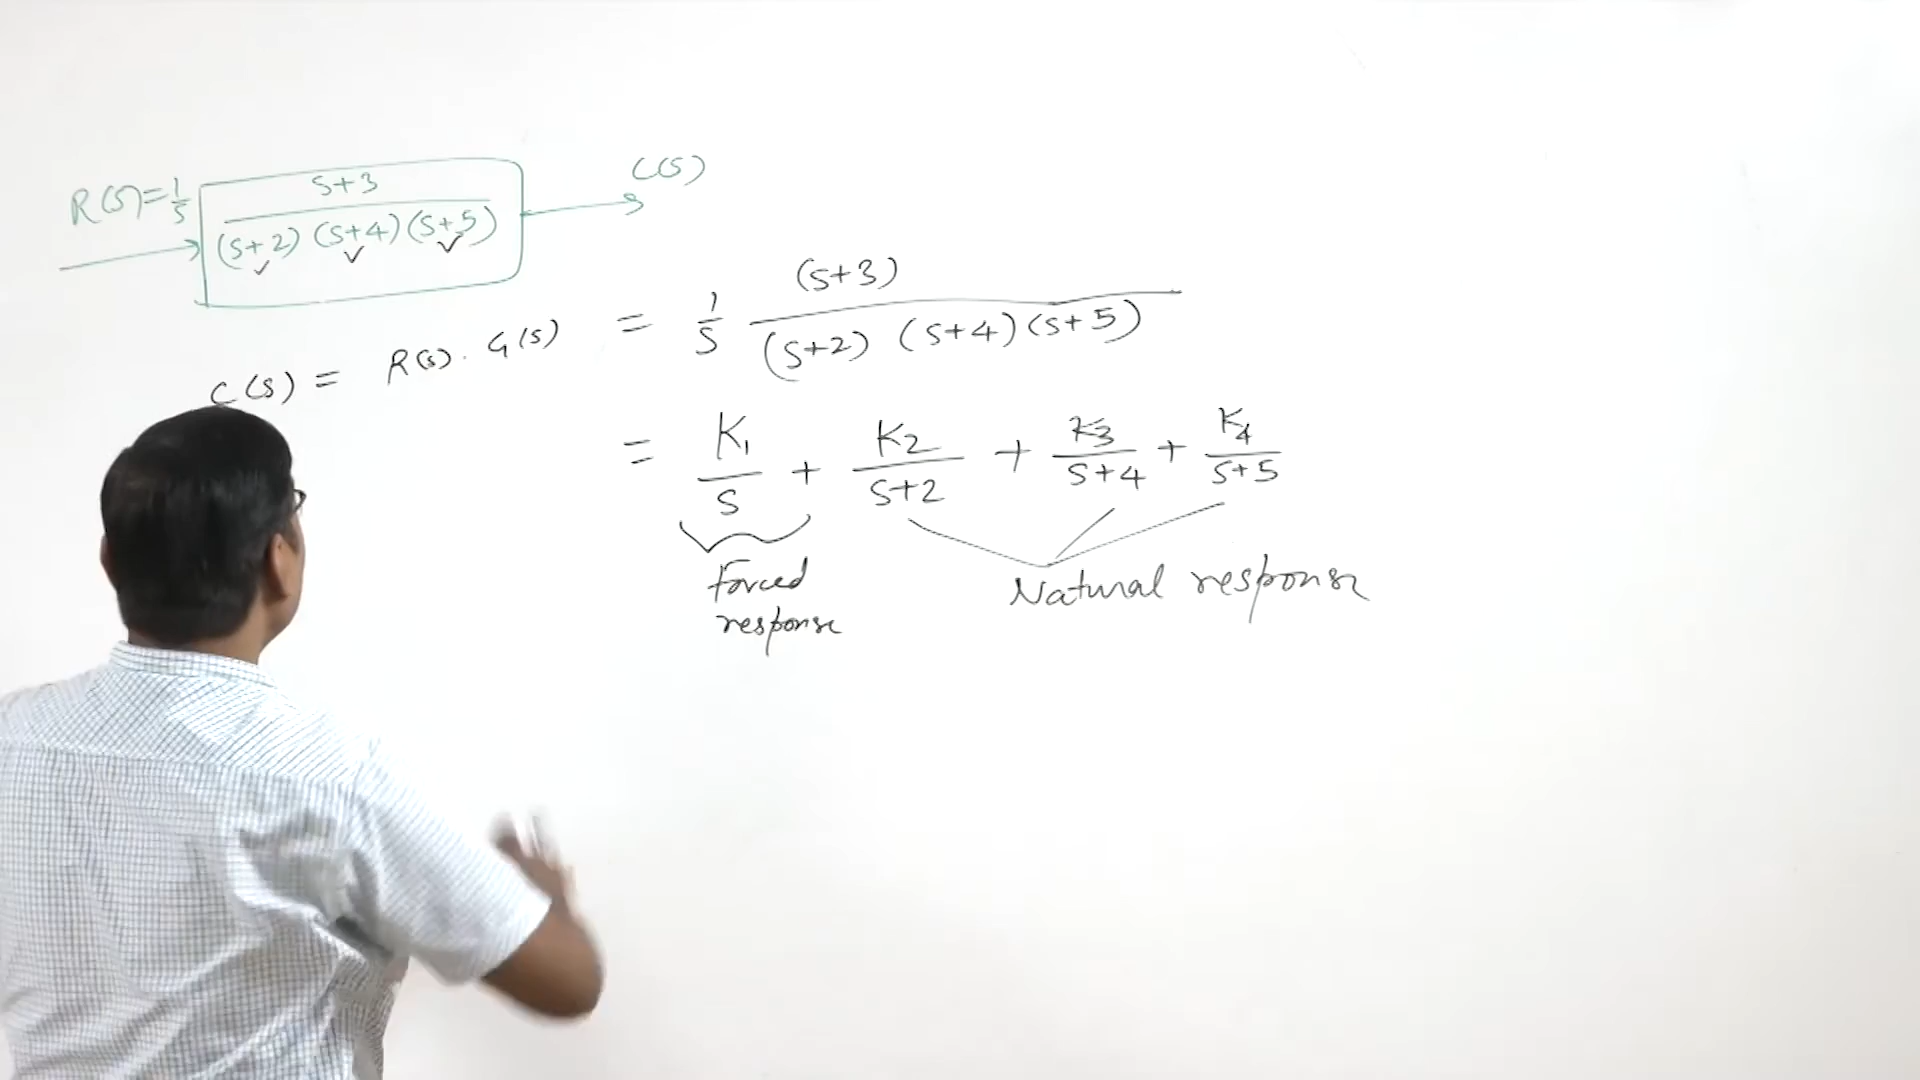 R(s)=1/s (s+3)/((s+2)(s+4)(s+5)) C(s)
C(s) = R(s) . G(s) = 1/s (s+3)/((s+2) (s+4)(s+5))
= K1/s + K2/(s+2) + K3/(s+4) + K4/(s+5)
Forced
response
Natural response